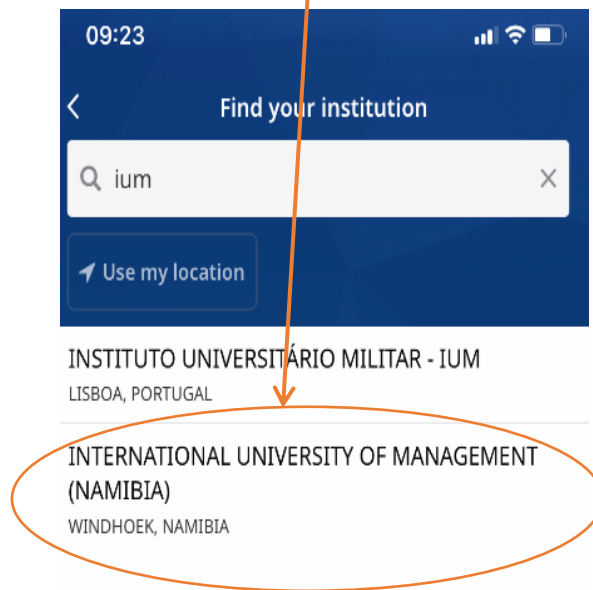 09:23
Find your institution
ium
Use my location
INSTITUTO UNIVERSITÁRIO MILITAR - IUM
LISBOA, PORTUGAL
INTERNATIONAL UNIVERSITY OF MANAGEMENT
(NAMIBIA)
WINDHOEK, NAMIBIA